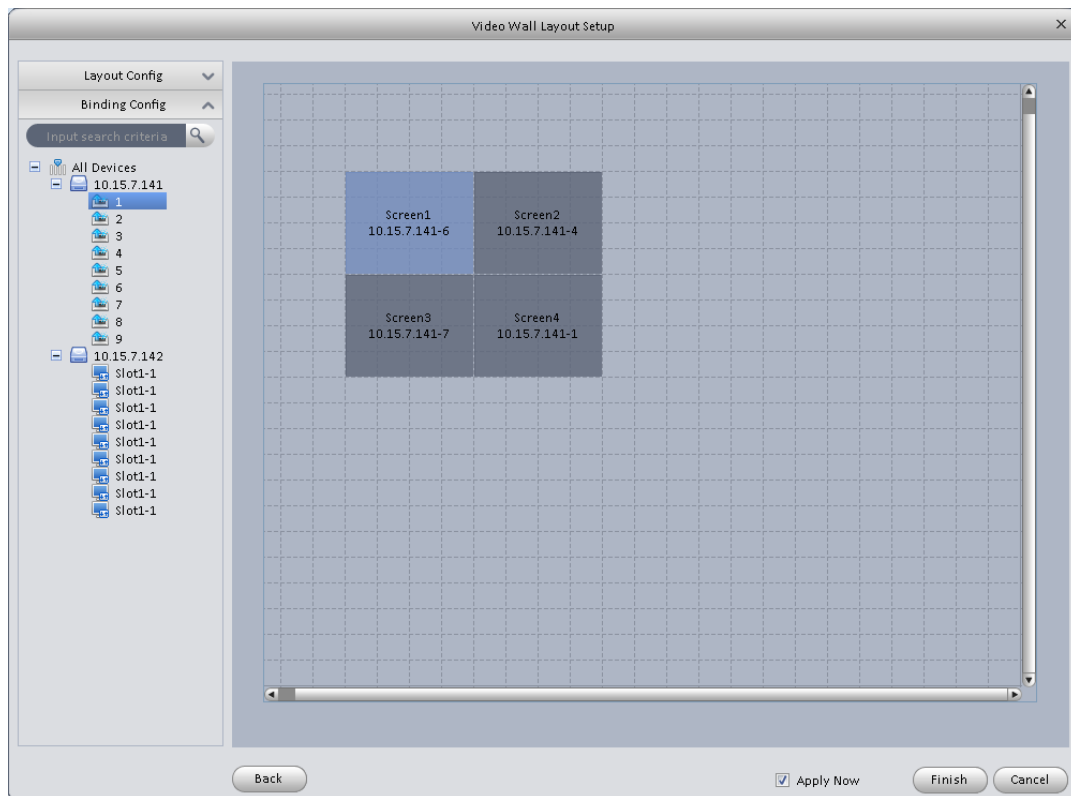 Video Wall Layout Setup
Layout Config
Binding Config
Input search criteria
All Devices
10.15.7.141
1
2
3
4
5
6
7
8
9
10.15.7.142
Slot1-1
Slot1-1
Slot1-1
Slot1-1
Slot1-1
Slot1-1
Slot1-1
Slot1-1
Slot1-1
Screen1
10.15.7.141-6
Screen2
10.15.7.141-4
Screen3
10.15.7.141-7
Screen4
10.15.7.141-1
Back
Apply Now
Finish
Cancel